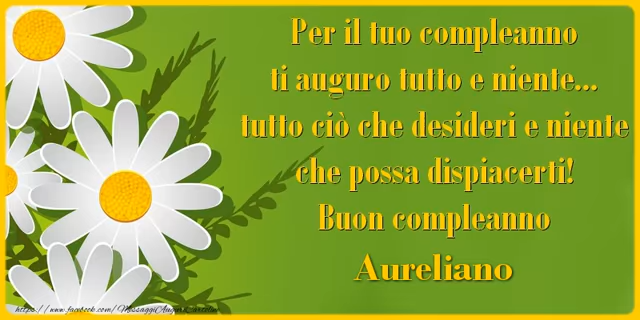 Per il tuo compleanno
ti auguro tutto e niente...
tutto ciò che desideri e niente
che possa dispiacerti!
Buon compleanno
Aureliano